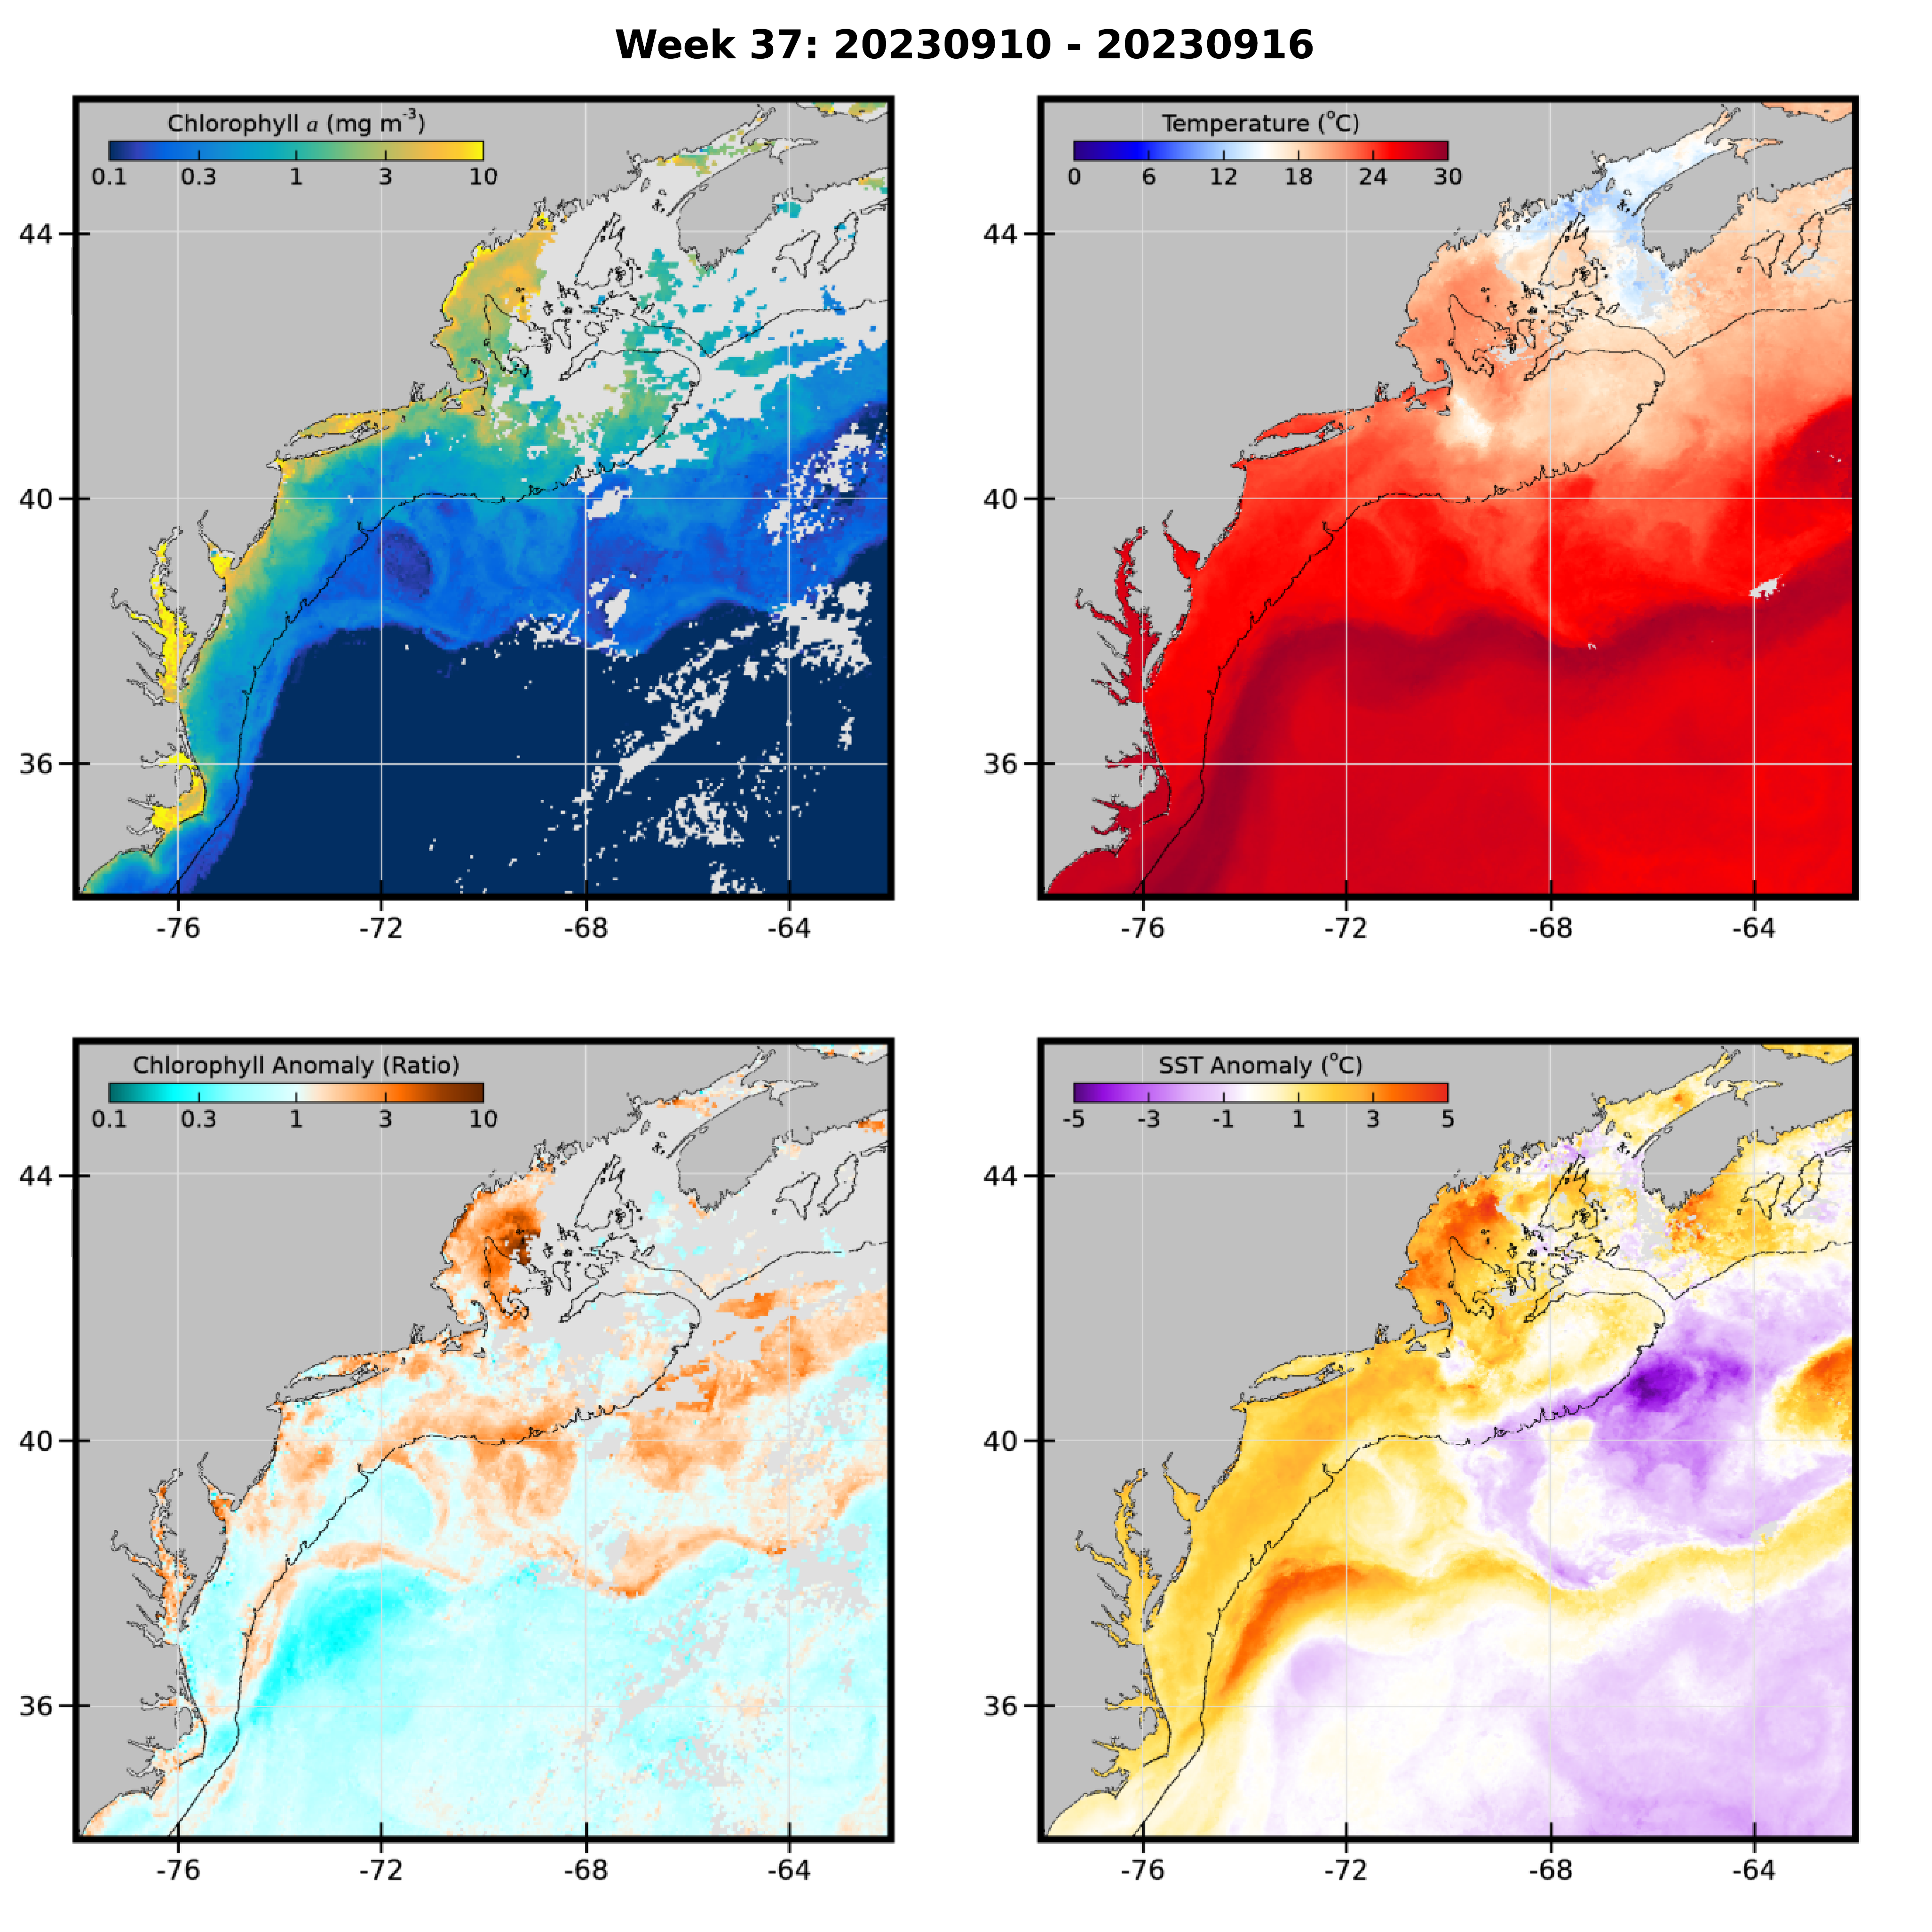 Week 37: 20230910 - 20230916
Chlorophyll a (mg m-3)
0.1 0.3 1 3 10
44
40
36
-76 -72 -68 -64
Temperature (oC)
0 6 12 18 24 30
44
40
36
-76 -72 -68 -64
Chlorophyll Anomaly (Ratio)
0.1 0.3 1 3 10
44
40
36
-76 -72 -68 -64
SST Anomaly (oC)
-5 -3 -1 1 3 5
44
40
36
-76 -72 -68 -64